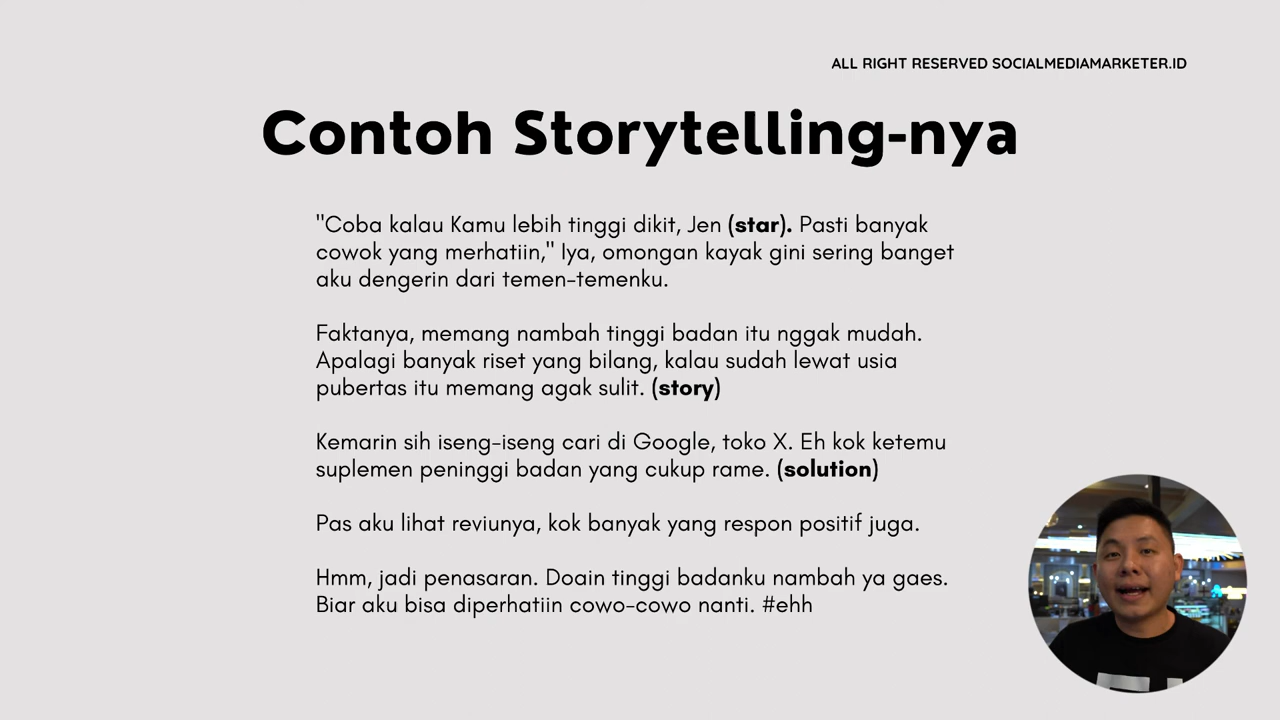 ALL RIGHT RESERVED SOCIALMEDIAMARKETER.ID
Contoh Storytelling-nya
"Coba kalau Kamu lebih tinggi dikit, Jen (star). Pasti banyak
cowok yang merhatiin," Iya, omongan kayak gini sering banget
aku dengerin dari temen-temenku.
Faktanya, memang nambah tinggi badan itu nggak mudah.
Apalagi banyak riset yang bilang, kalau sudah lewat usia
pubertas itu memang agak sulit. (story)
Kemarin sih iseng-iseng cari di Google, toko X. Eh kok ketemu
suplemen peninggi badan yang cukup rame. (solution)
Pas aku lihat reviunya, kok banyak yang respon positif juga.
Hmm, jadi penasaran. Doain tinggi badanku nambah ya gaes.
Biar aku bisa diperhatiin cowo-cowo nanti. #ehh